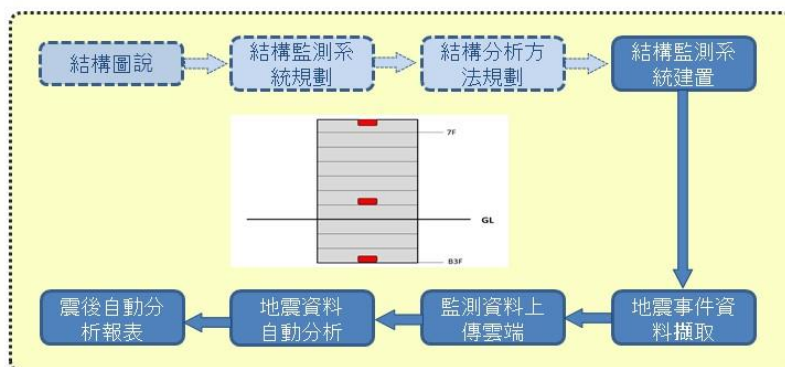 結構圖說
結構監測系
統規劃
結構分析方
法規劃
結構監測系
統建置
7F
GL
B3F
震後自動分
析報表
地震資料
自動分析
監測資料上
傳雲端
地震事件資
料擷取